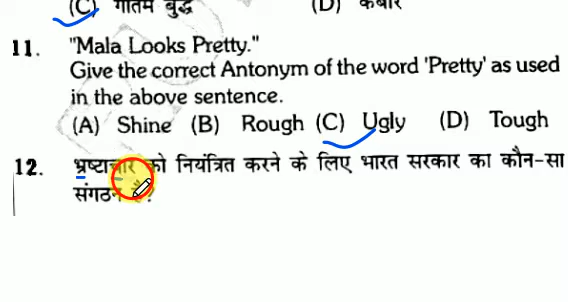 (C) गौतम बुद्ध (D) कबीर
11. "Mala Looks Pretty."
Give the correct Antonym of the word 'Pretty' as used
in the above sentence.
(A) Shine (B) Rough (C) Ugly (D) Tough
12. भ्रष्टाचार को नियंत्रित करने के लिए भारत सरकार का कौन-सा
संगठन ?